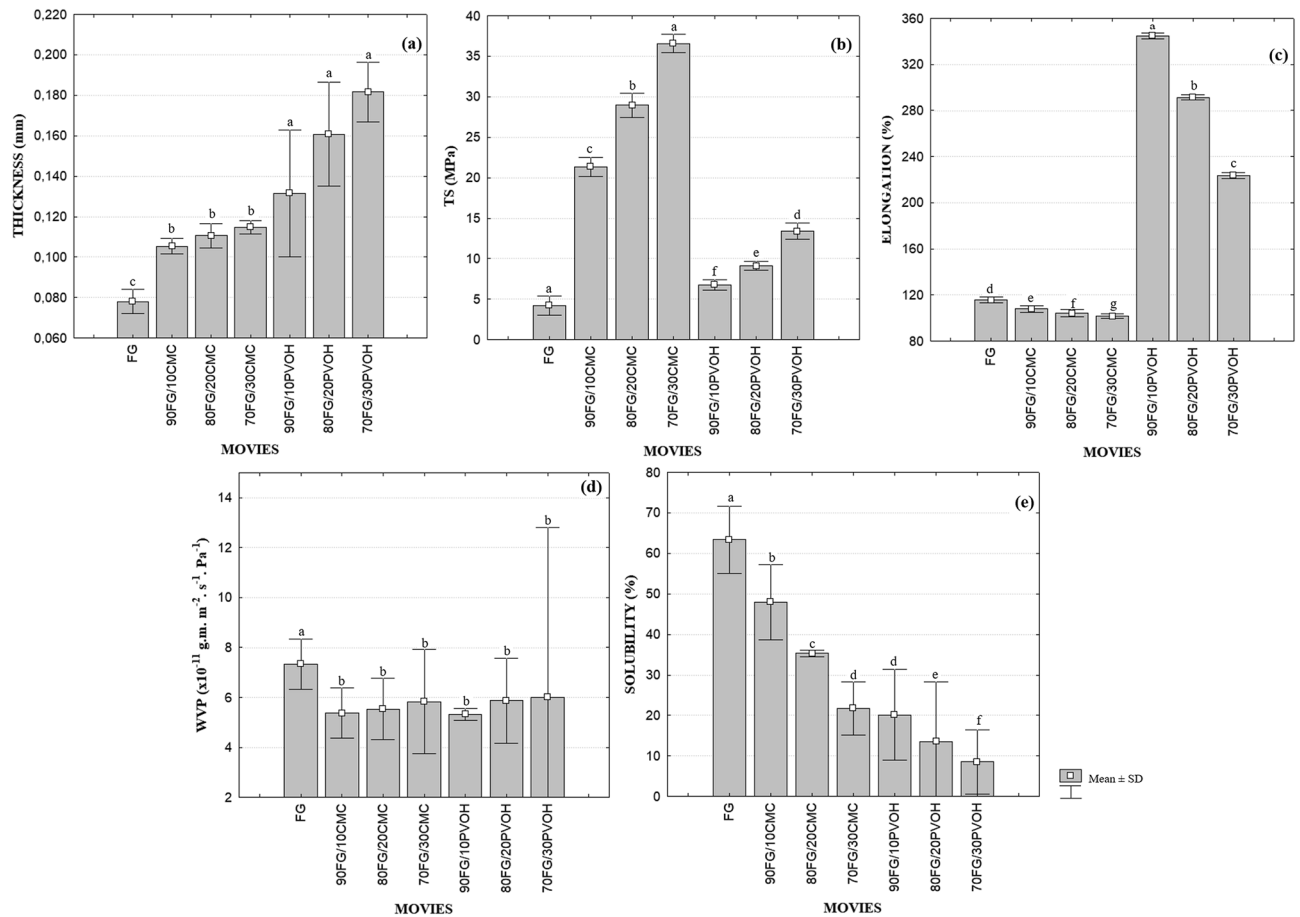 (a)
THICKNESS (mm)
0,220
0,200
0,180
0,160
0,140
0,120
0,100
0,080
0,060
c
b
b
b
a
a
a
FG
90FG/10CMC
80FG/20CMC
70FG/30CMC
90FG/10PVOH
80FG/20PVOH
70FG/30PVOH
MOVIES
(b)
TS (MPa)
40
35
30
25
20
15
10
5
0
a
c
b
a
f
e
d
FG
90FG/10CMC
80FG/20CMC
70FG/30CMC
90FG/10PVOH
80FG/20PVOH
70FG/30PVOH
MOVIES
(c)
ELONGATION (%)
360
320
280
240
200
160
120
80
d
e
f
g
a
b
c
FG
90FG/10CMC
80FG/20CMC
70FG/30CMC
90FG/10PVOH
80FG/20PVOH
70FG/30PVOH
MOVIES
(d)
WVP (x10⁻¹¹ g.m. m⁻². s⁻¹. Pa⁻¹)
14
12
10
8
6
4
2
a
b
b
b
b
b
b
FG
90FG/10CMC
80FG/20CMC
70FG/30CMC
90FG/10PVOH
80FG/20PVOH
70FG/30PVOH
MOVIES
(e)
SOLUBILITY (%)
80
70
60
50
40
30
20
10
0
a
b
c
d
d
e
f
FG
90FG/10CMC
80FG/20CMC
70FG/30CMC
90FG/10PVOH
80FG/20PVOH
70FG/30PVOH
MOVIES
Mean ± SD